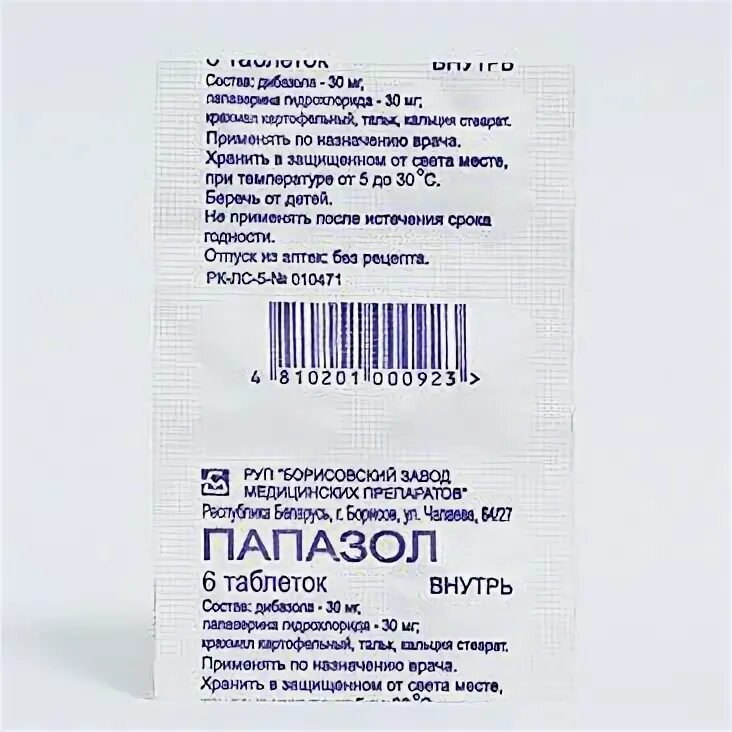 6 таблеток ВНУТРЬ
Состав: дибазола - 30 мг,
папаверина гидрохлорида - 30 мг,
крахмал картофельный, тальк, кальция стеарат.
Применять по назначению врача.
Хранить в защищенном от света месте,
при температуре от 5 до 30°С.
Беречь от детей.
Не применять после истечения срока
годности.
Отпуск из аптек без рецепта.
РК-ЛС-5-№ 010471
4 810201 000923 >
РУП "БОРИСОВСКИЙ ЗАВОД
МЕДИЦИНСКИХ ПРЕПАРАТОВ"
Республика Беларусь, г. Борисов, ул. Чапаева, 64/27
ПАПАЗОЛ
6 таблеток ВНУТРЬ
Состав: дибазола - 30 мг,
папаверина гидрохлорида - 30 мг,
крахмал картофельный, тальк, кальция стеарат.
Применять по назначению врача.
Хранить в защищенном от света месте,